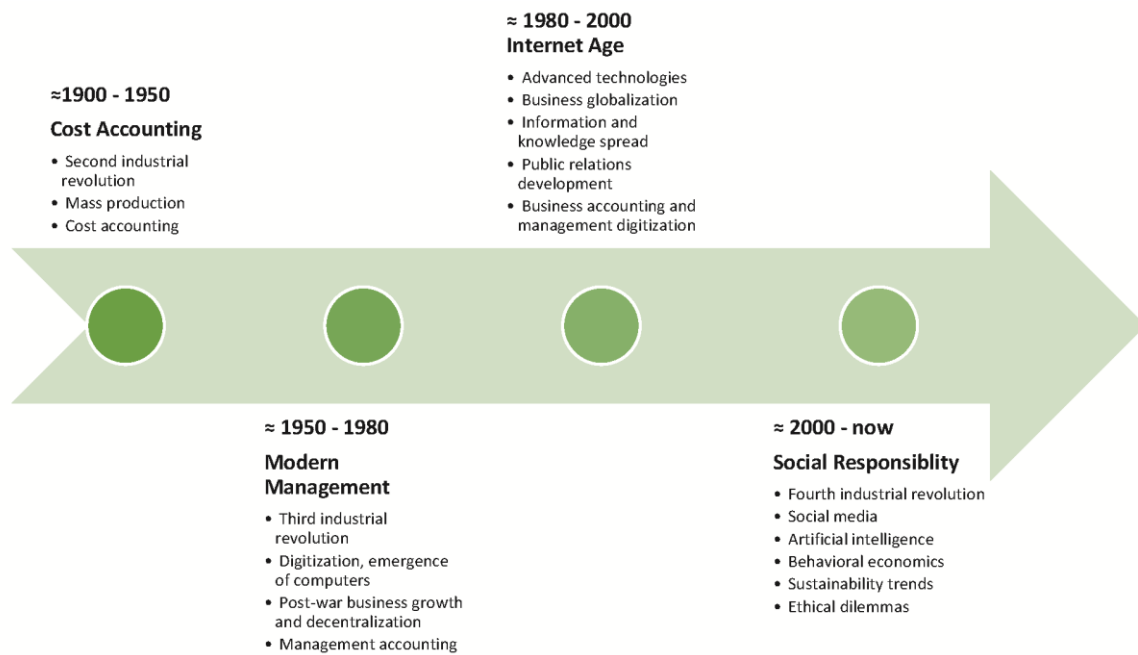 ≈1900 - 1950
Cost Accounting
• Second industrial
revolution
• Mass production
• Cost accounting
≈ 1950 - 1980
Modern
Management
• Third industrial
revolution
• Digitization, emergence
of computers
• Post-war business growth
and decentralization
• Management accounting
≈ 1980 - 2000
Internet Age
• Advanced technologies
• Business globalization
• Information and
knowledge spread
• Public relations
development
• Business accounting and
management digitization
≈ 2000 - now
Social Responsiblity
• Fourth industrial revolution
• Social media
• Artificial intelligence
• Behavioral economics
• Sustainability trends
• Ethical dilemmas